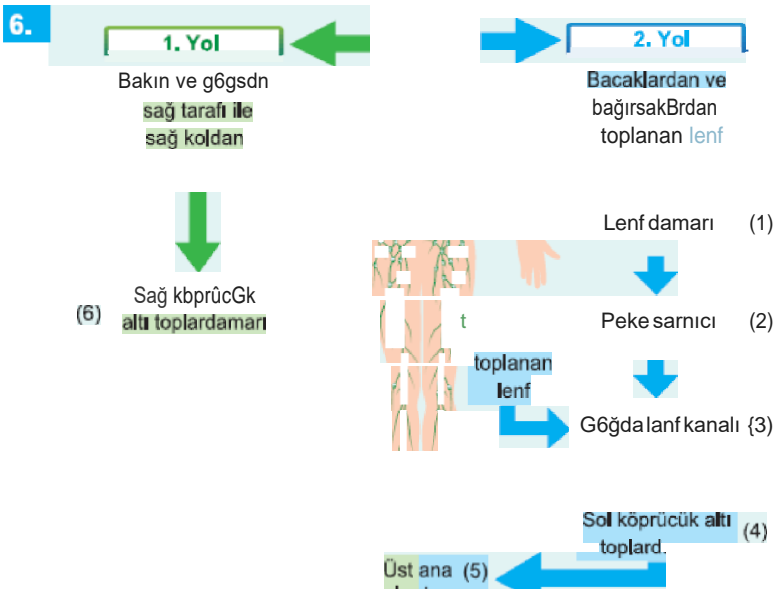 6.
1. Yol
Bakın ve g6gsdn
sağ tarafı ile
sağ koldan
(6) Sağ kbprûcGk
altı toplardamarı
2. Yol
Bacaklardan ve
bağırsakBrdan
toplanan lenf
Lenf damarı (1)
t
Peke sarnıcı (2)
toplanan
lenf
G6ğda lanf kanalı {3)
Sol köprücük altı
toplard. (4)
Üst ana (5)